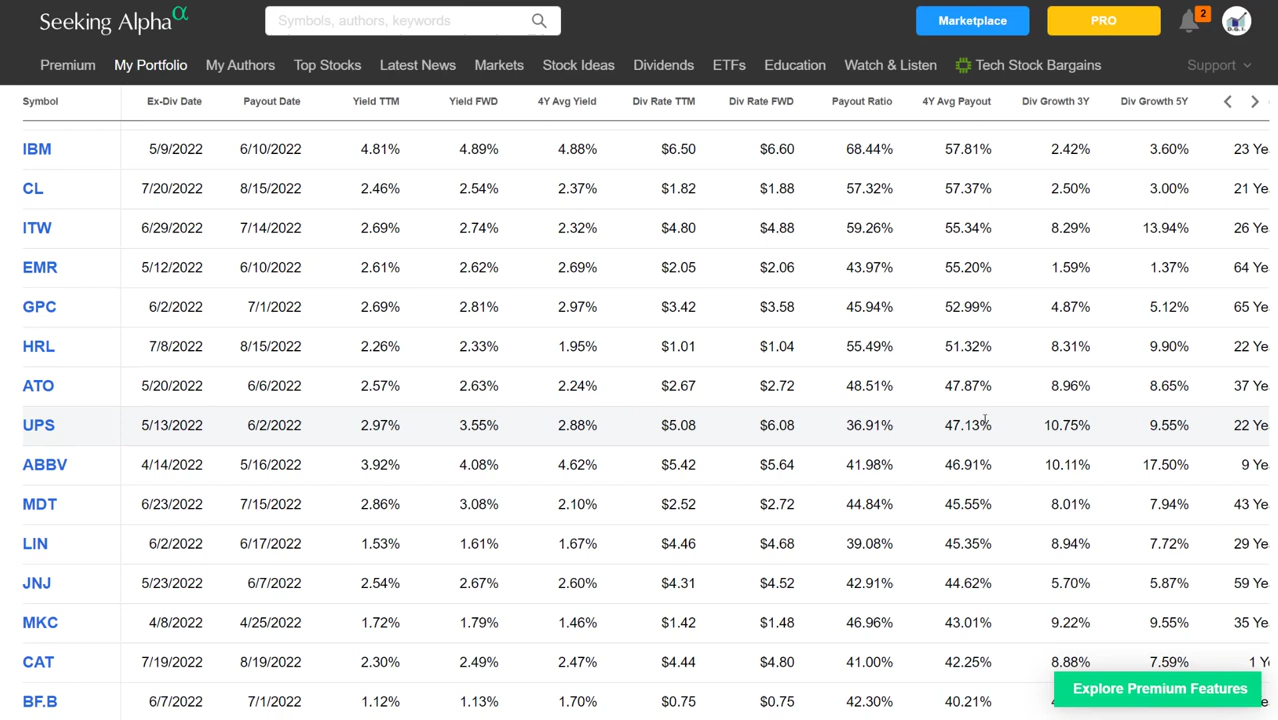 Seeking Alpha α
Symbols, authors, keywords
Marketplace
PRO
2
D.G.I.
Premium My Portfolio My Authors Top Stocks Latest News Markets Stock Ideas Dividends ETFs Education Watch & Listen Tech Stock Bargains Support
Symbol Ex-Div Date Payout Date Yield TTM Yield FWD 4Y Avg Yield Div Rate TTM Div Rate FWD Payout Ratio 4Y Avg Payout Div Growth 3Y Div Growth 5Y
IBM 5/9/2022 6/10/2022 4.81% 4.89% 4.88% $6.50 $6.60 68.44% 57.81% 2.42% 3.60% 23 Ye
CL 7/20/2022 8/15/2022 2.46% 2.54% 2.37% $1.82 $1.88 57.32% 57.37% 2.50% 3.00% 21 Ye
ITW 6/29/2022 7/14/2022 2.69% 2.74% 2.32% $4.80 $4.88 59.26% 55.34% 8.29% 13.94% 26 Ye
EMR 5/12/2022 6/10/2022 2.61% 2.62% 2.69% $2.05 $2.06 43.97% 55.20% 1.59% 1.37% 64 Ye
GPC 6/2/2022 7/1/2022 2.69% 2.81% 2.97% $3.42 $3.58 45.94% 52.99% 4.87% 5.12% 65 Ye
HRL 7/8/2022 8/15/2022 2.26% 2.33% 1.95% $1.01 $1.04 55.49% 51.32% 8.31% 9.90% 22 Ye
ATO 5/20/2022 6/6/2022 2.57% 2.63% 2.24% $2.67 $2.72 48.51% 47.87% 8.96% 8.65% 37 Ye
UPS 5/13/2022 6/2/2022 2.97% 3.55% 2.88% $5.08 $6.08 36.91% 47.13% 10.75% 9.55% 22 Ye
ABBV 4/14/2022 5/16/2022 3.92% 4.08% 4.62% $5.42 $5.64 41.98% 46.91% 10.11% 17.50% 9 Ye
MDT 6/23/2022 7/15/2022 2.86% 3.08% 2.10% $2.52 $2.72 44.84% 45.55% 8.01% 7.94% 43 Ye
LIN 6/2/2022 6/17/2022 1.53% 1.61% 1.67% $4.46 $4.68 39.08% 45.35% 8.94% 7.72% 29 Ye
JNJ 5/23/2022 6/7/2022 2.54% 2.67% 2.60% $4.31 $4.52 42.91% 44.62% 5.70% 5.87% 59 Ye
MKC 4/8/2022 4/25/2022 1.72% 1.79% 1.46% $1.42 $1.48 46.96% 43.01% 9.22% 9.55% 35 Ye
CAT 7/19/2022 8/19/2022 2.30% 2.49% 2.47% $4.44 $4.80 41.00% 42.25% 8.88% 7.59% 1 Ye
BF.B 6/7/2022 7/1/2022 1.12% 1.13% 1.70% $0.75 $0.75 42.30% 40.21%
Explore Premium Features